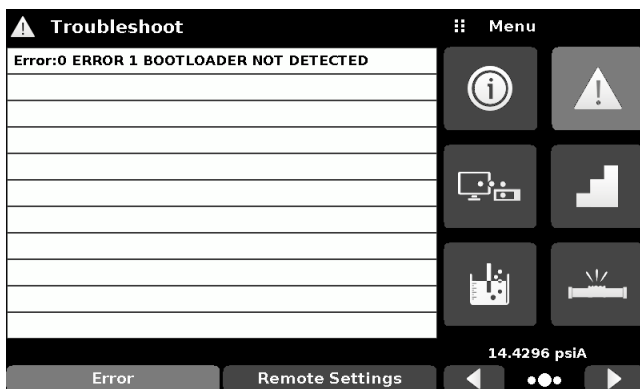 Troubleshoot
Menu
Error:0 ERROR 1 BOOTLOADER NOT DETECTED
14.4296 psiA
Error
Remote Settings